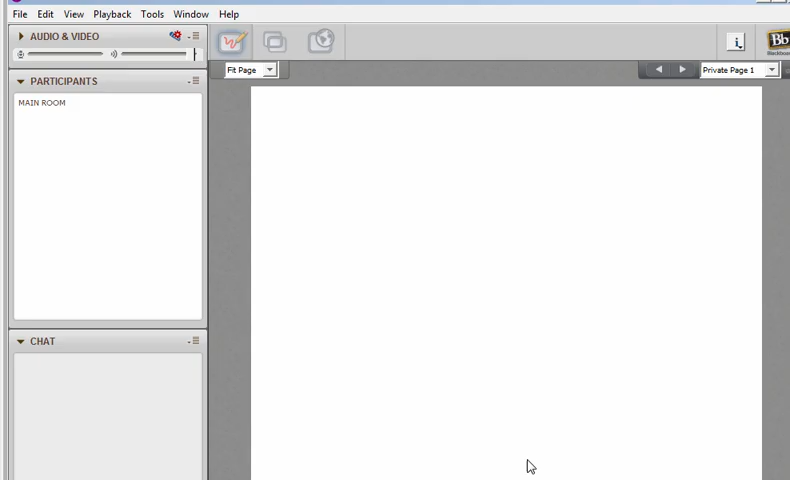 File Edit View Playback Tools Window Help
AUDIO & VIDEO
Fit Page
Private Page 1
Bb
PARTICIPANTS
MAIN ROOM
CHAT